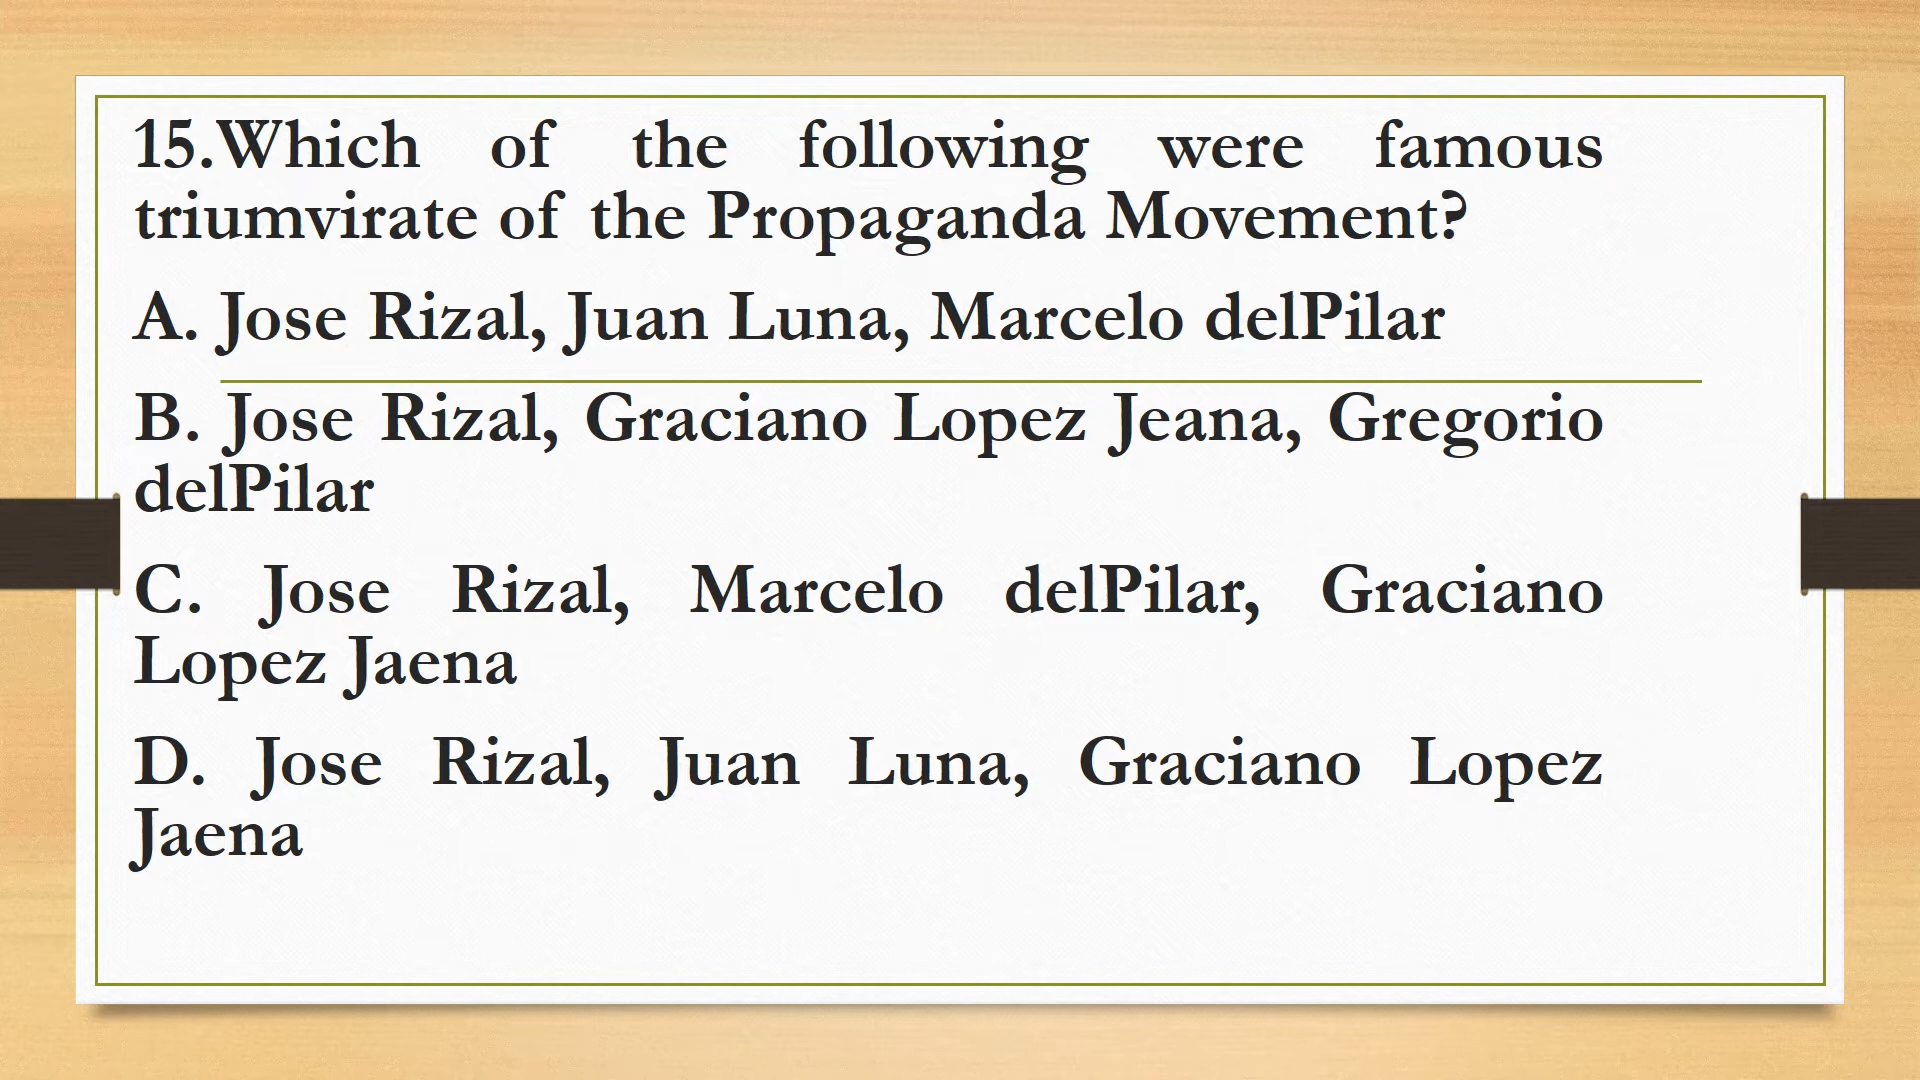 15.Which of the following were famous
triumvirate of the Propaganda Movement?
A. Jose Rizal, Juan Luna, Marcelo delPilar
B. Jose Rizal, Graciano Lopez Jeana, Gregorio
delPilar
C. Jose Rizal, Marcelo delPilar, Graciano
Lopez Jaena
D. Jose Rizal, Juan Luna, Graciano Lopez
Jaena